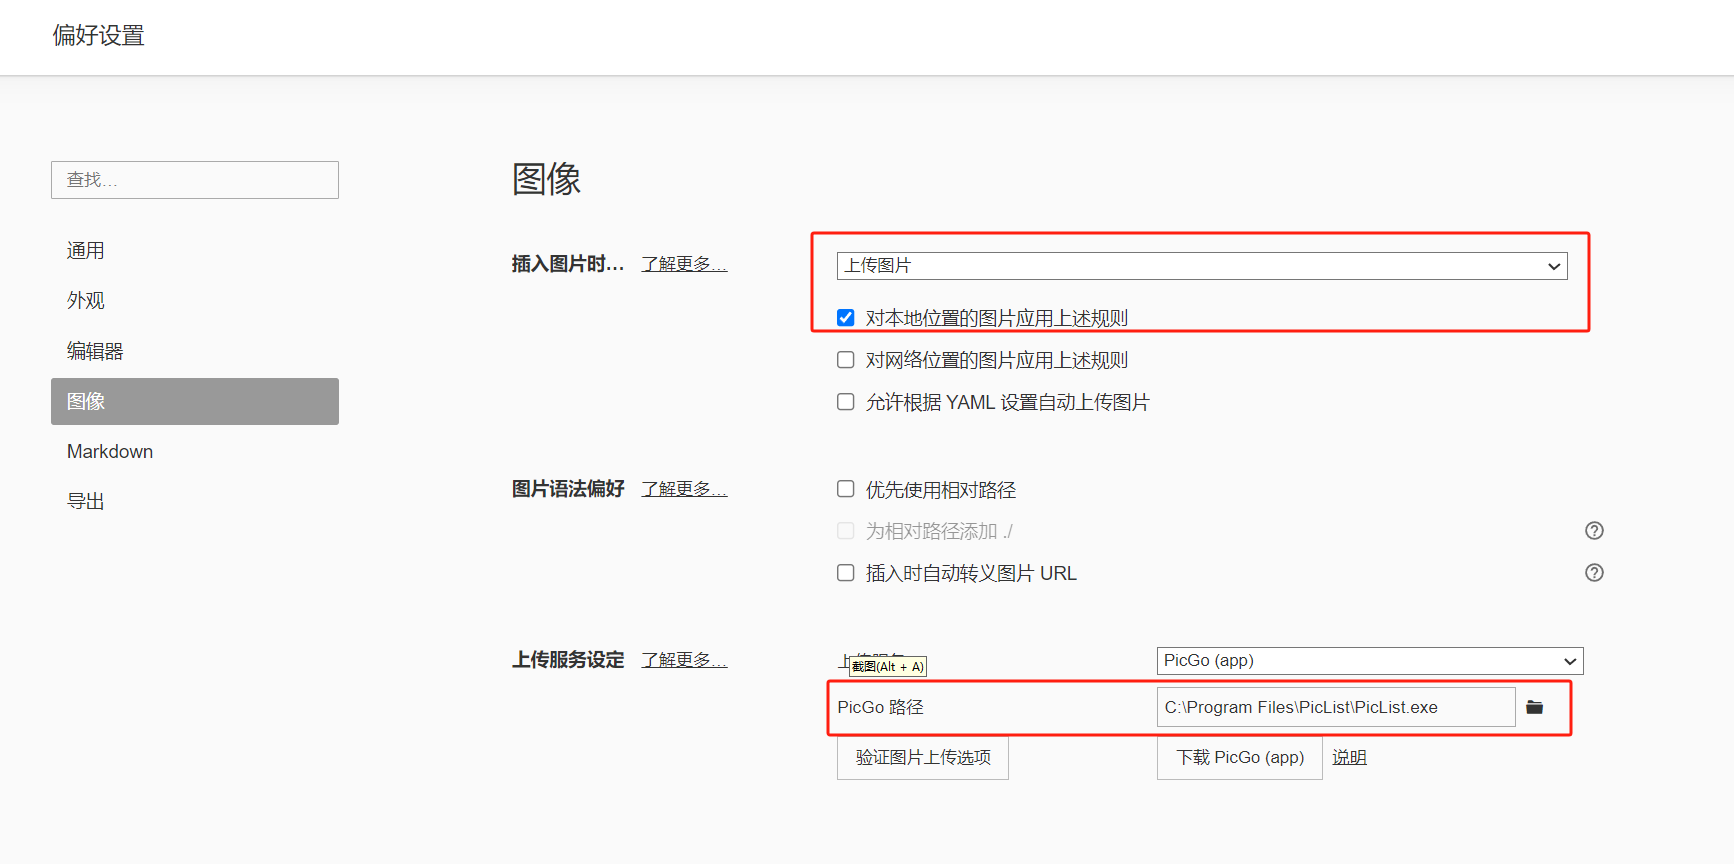 偏好设置
查找...
通用
外观
编辑器
图像
Markdown
导出
图像
插入图片时... 了解更多...
上传图片
对本地位置的图片应用上述规则
对网络位置的图片应用上述规则
允许根据 YAML 设置自动上传图片
图片语法偏好 了解更多...
优先使用相对路径
为相对路径添加 ./
插入时自动转义图片 URL
上传服务设定 了解更多...
截图(Alt + A)
PicGo (app)
PicGo 路径 C:\Program Files\PicList\PicList.exe
验证图片上传选项 下载 PicGo (app) 说明